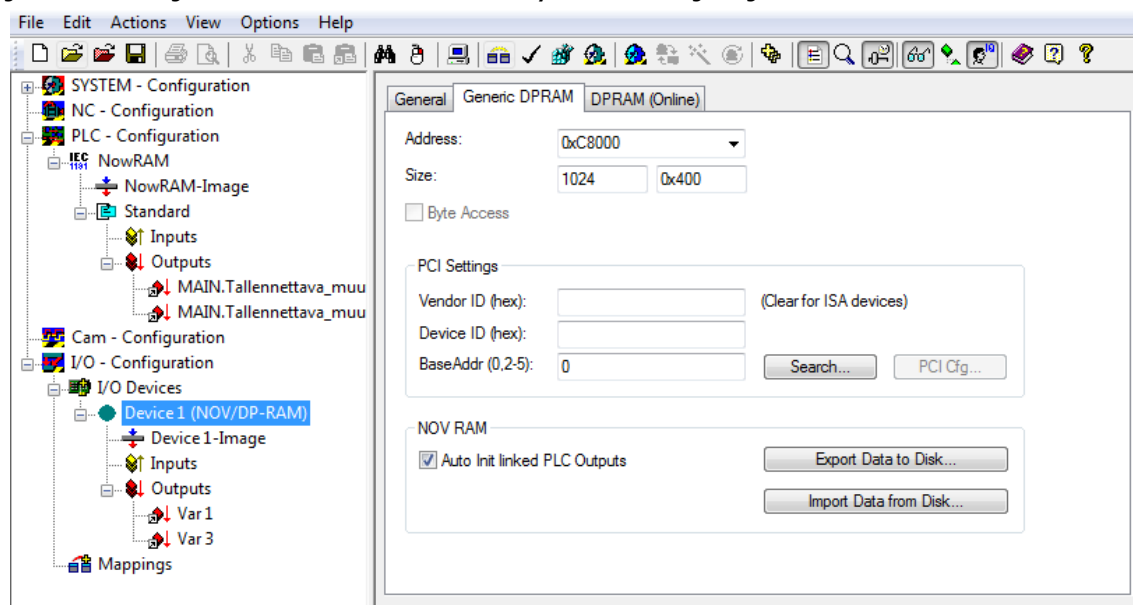 File Edit Actions View Options Help
SYSTEM - Configuration
NC - Configuration
PLC - Configuration
IEC 1131 NowRAM
NowRAM-Image
Standard
Inputs
Outputs
MAIN.Tallennettava_muu
MAIN.Tallennettava_muu
Cam - Configuration
I/O - Configuration
I/O Devices
Device 1 (NOV/DP-RAM)
Device 1-Image
Inputs
Outputs
Var 1
Var 3
Mappings
General Generic DPRAM DPRAM (Online)
Address: 0xC8000
Size: 1024 0x400
Byte Access
PCI Settings
Vendor ID (hex): (Clear for ISA devices)
Device ID (hex):
BaseAddr (0,2-5): 0 Search... PCI Cfg...
NOV RAM
Auto Init linked PLC Outputs Export Data to Disk...
Import Data from Disk...